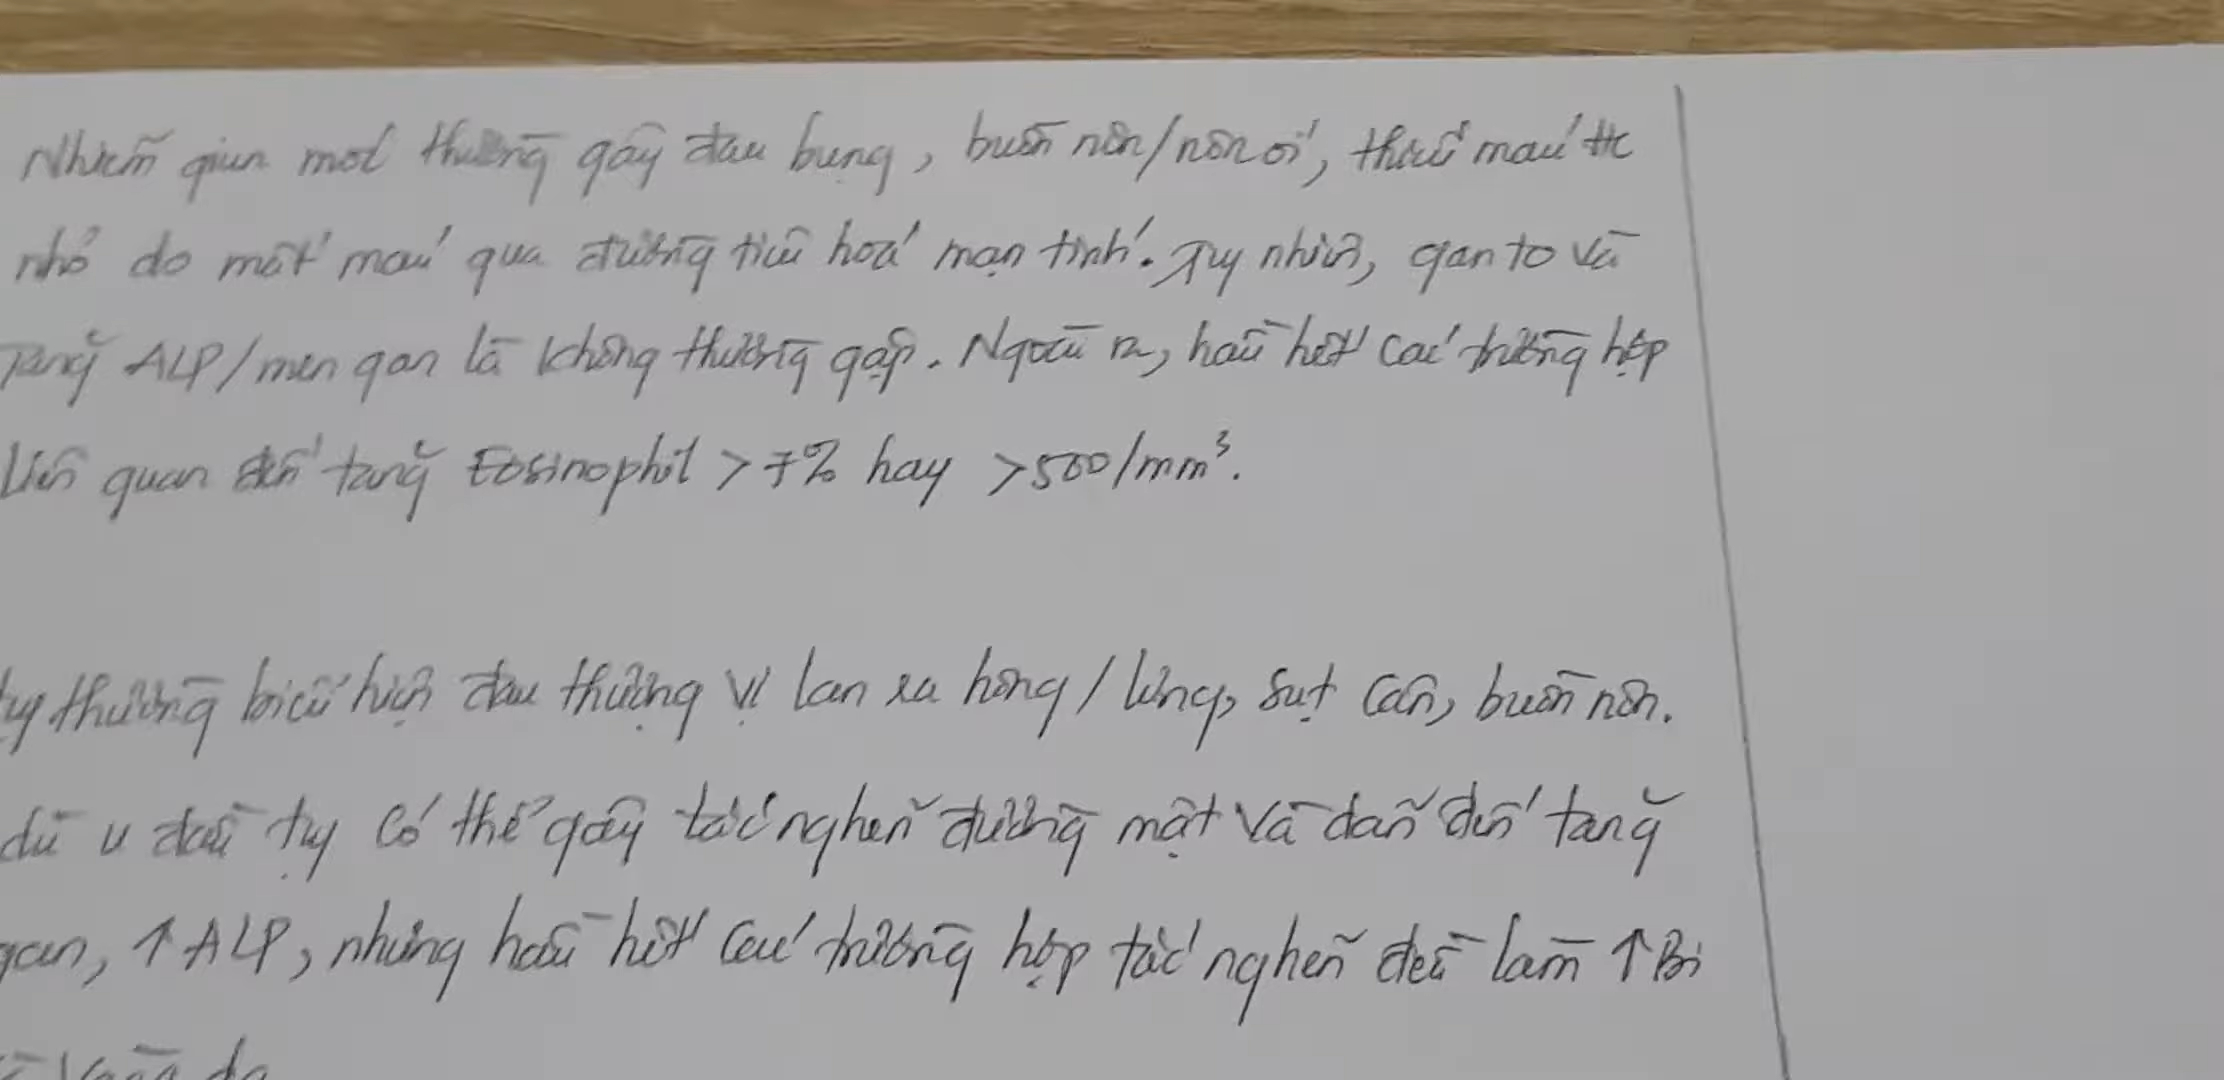 Nhiễm giun móc thường gây đau bụng, buồn nôn/nôn ói, thiếu máu HC
nhỏ do mất máu qua đường tiêu hoá mạn tính. Tuy nhiên, gan to và
Tăng ALP/men gan là không thường gặp. Ngoài ra, hầu hết các trường hợp
liên quan đến tăng Eosinophil >7% hay >500/mm³.
tụy thường biểu hiện đau thượng vị lan ra hông/lưng, sụt cân, buồn nôn.
dù u đầu tụy có thể gây tắc nghẽn đường mật và dẫn đến tăng
gan, ↑ALP, nhưng hầu hết các trường hợp tắc nghẽn đều làm ↑Bi
vàng da